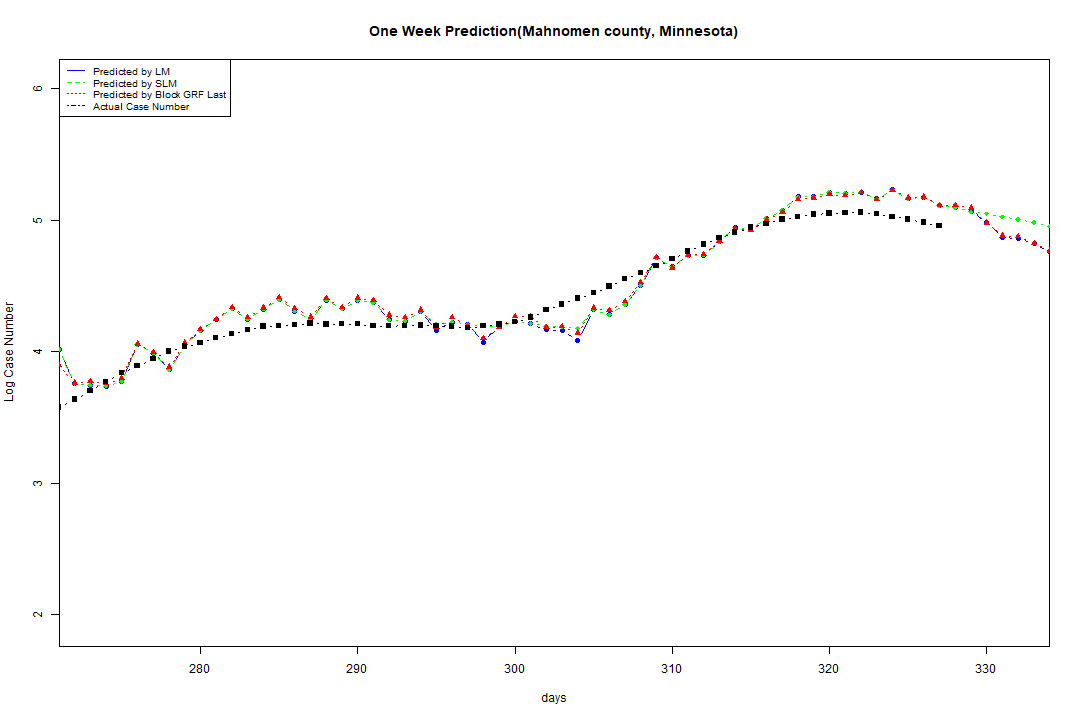 One Week Prediction(Mahnomen county, Minnesota)
Predicted by LM
Predicted by SLM
Predicted by Block GRF Last
Actual Case Number
6
5
4
3
2
Log Case Number
280 290 300 310 320 330
days